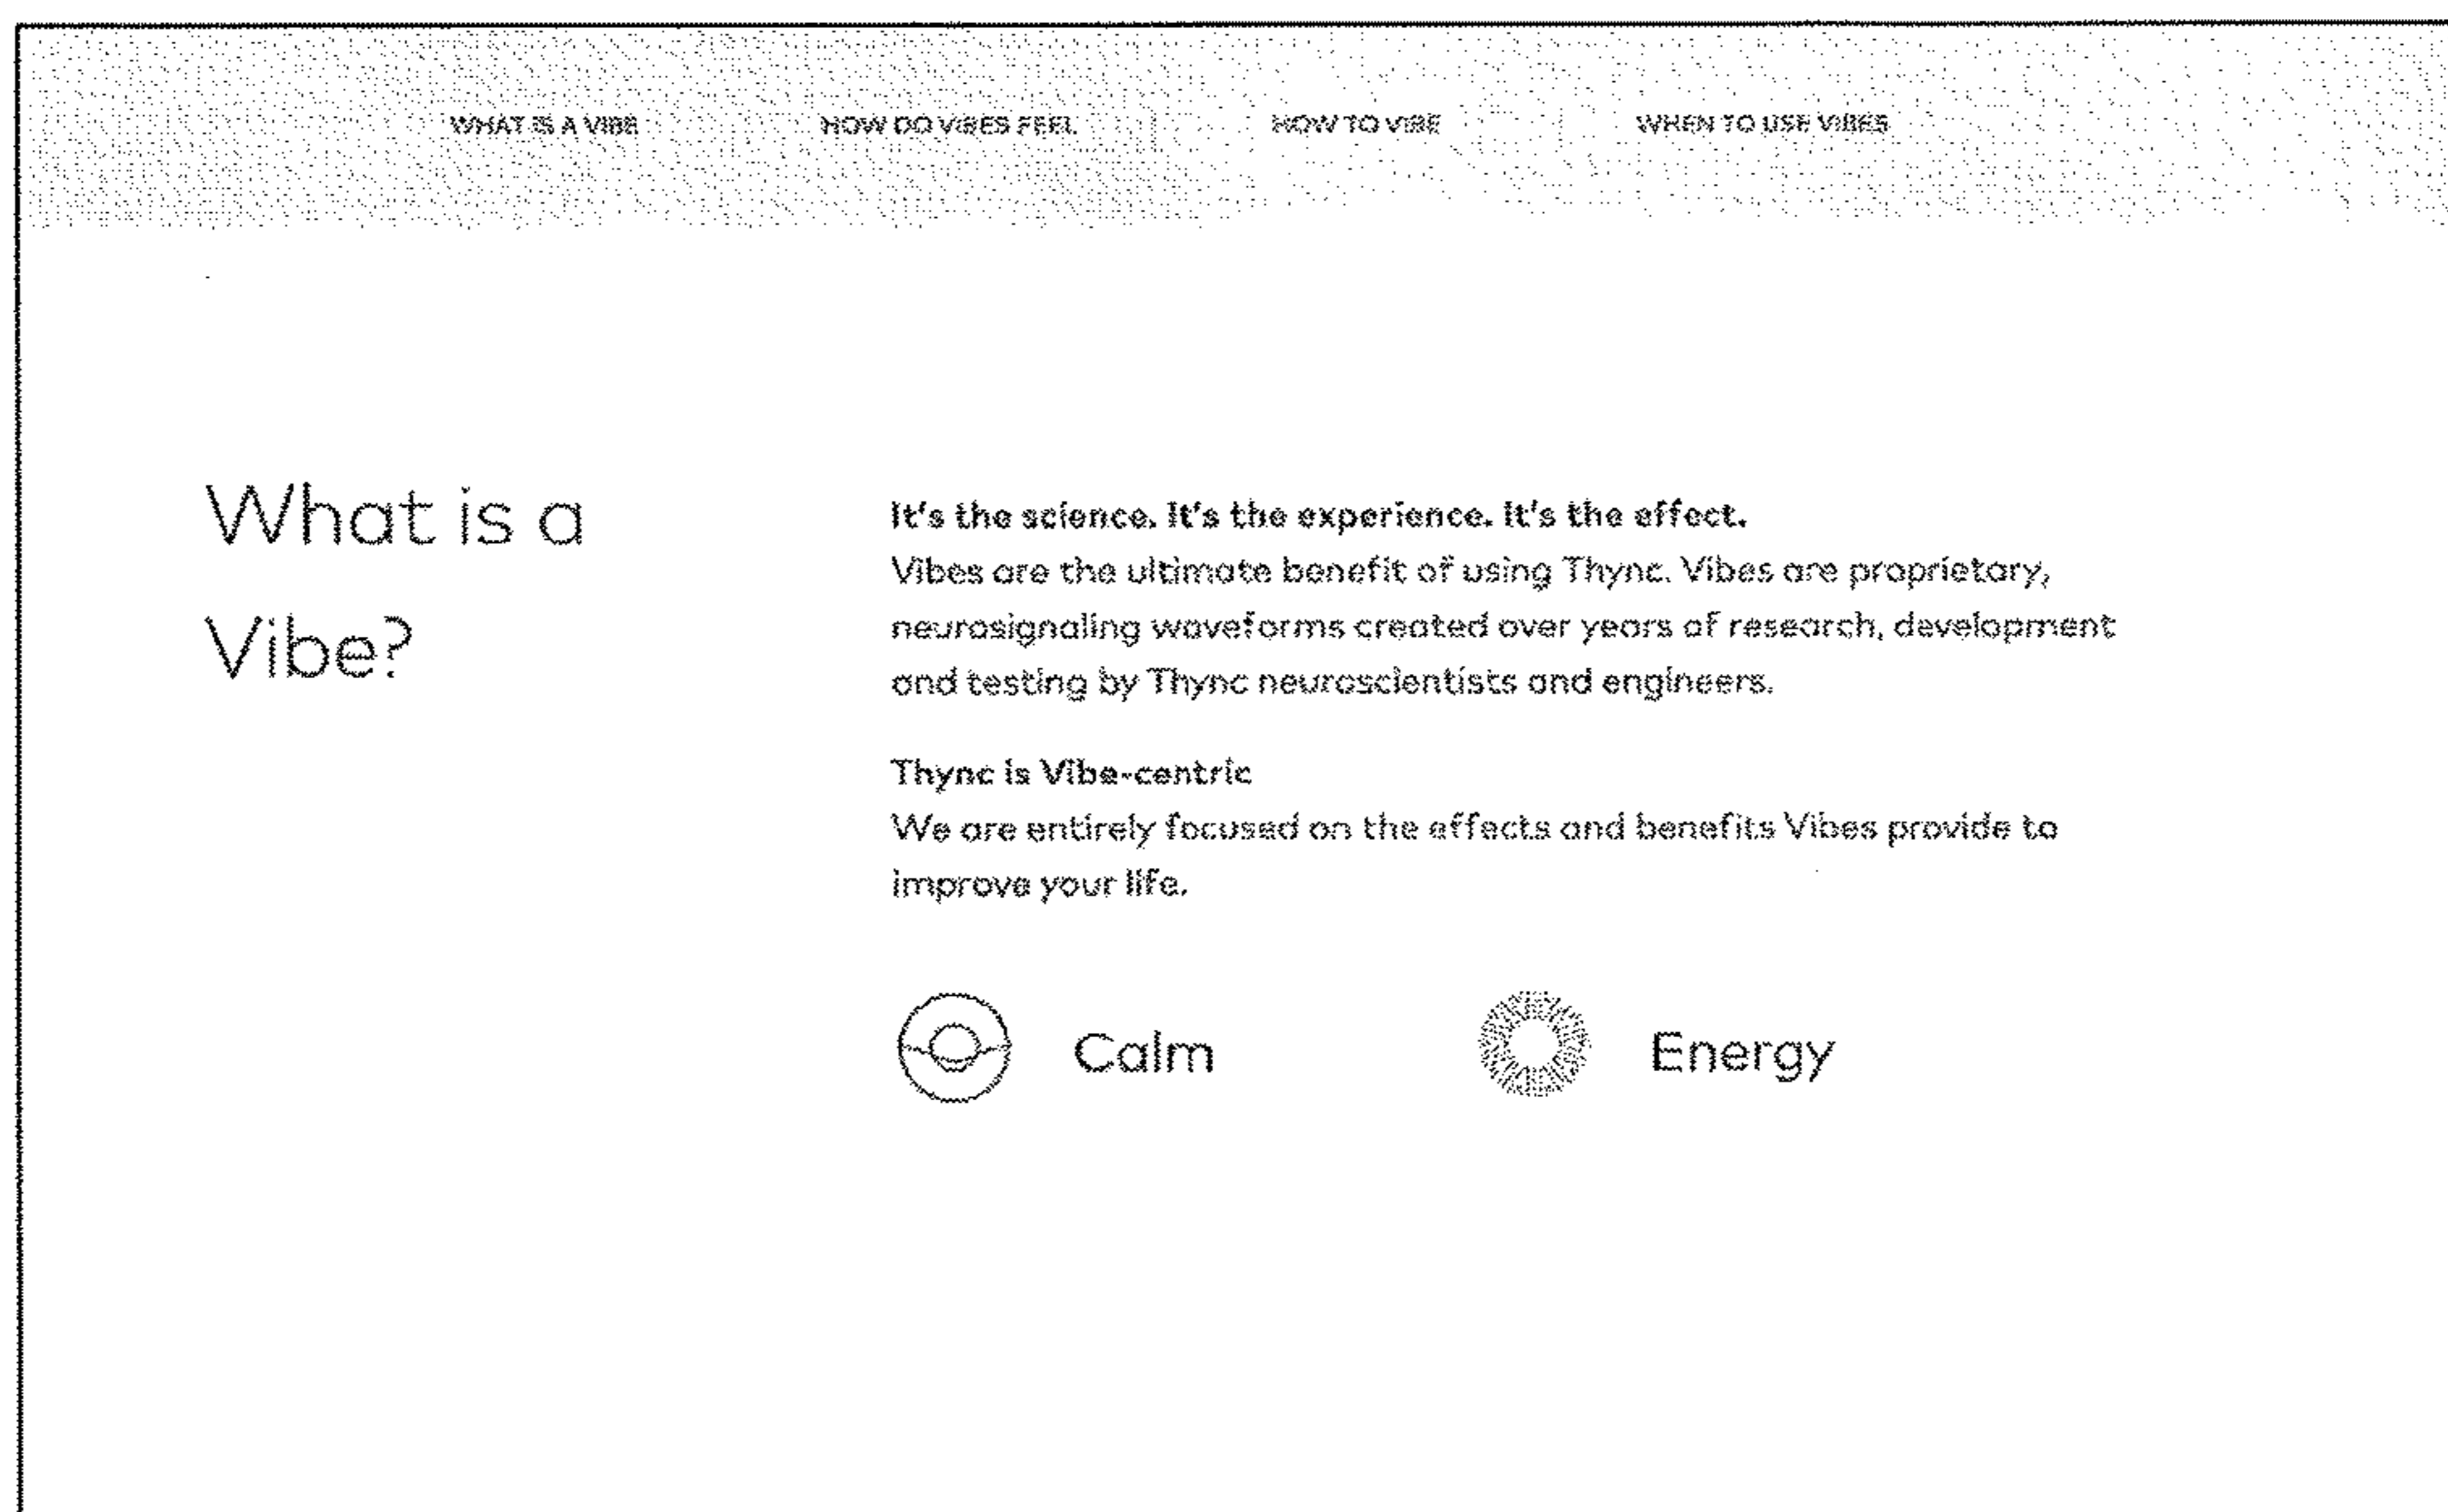 WHAT IS A VIBE HOW DO VIBES FEEL HOW TO VIBE WHEN TO USE VIBES
What is a
Vibe?
It's the science. It's the experience. It's the effect.
Vibes are the ultimate benefit of using Thync. Vibes are proprietary,
neurosignaling waveforms created over years of research, development
and testing by Thync neuroscientists and engineers.
Thync is Vibe-centric
We are entirely focused on the effects and benefits Vibes provide to
improve your life.
Calm Energy